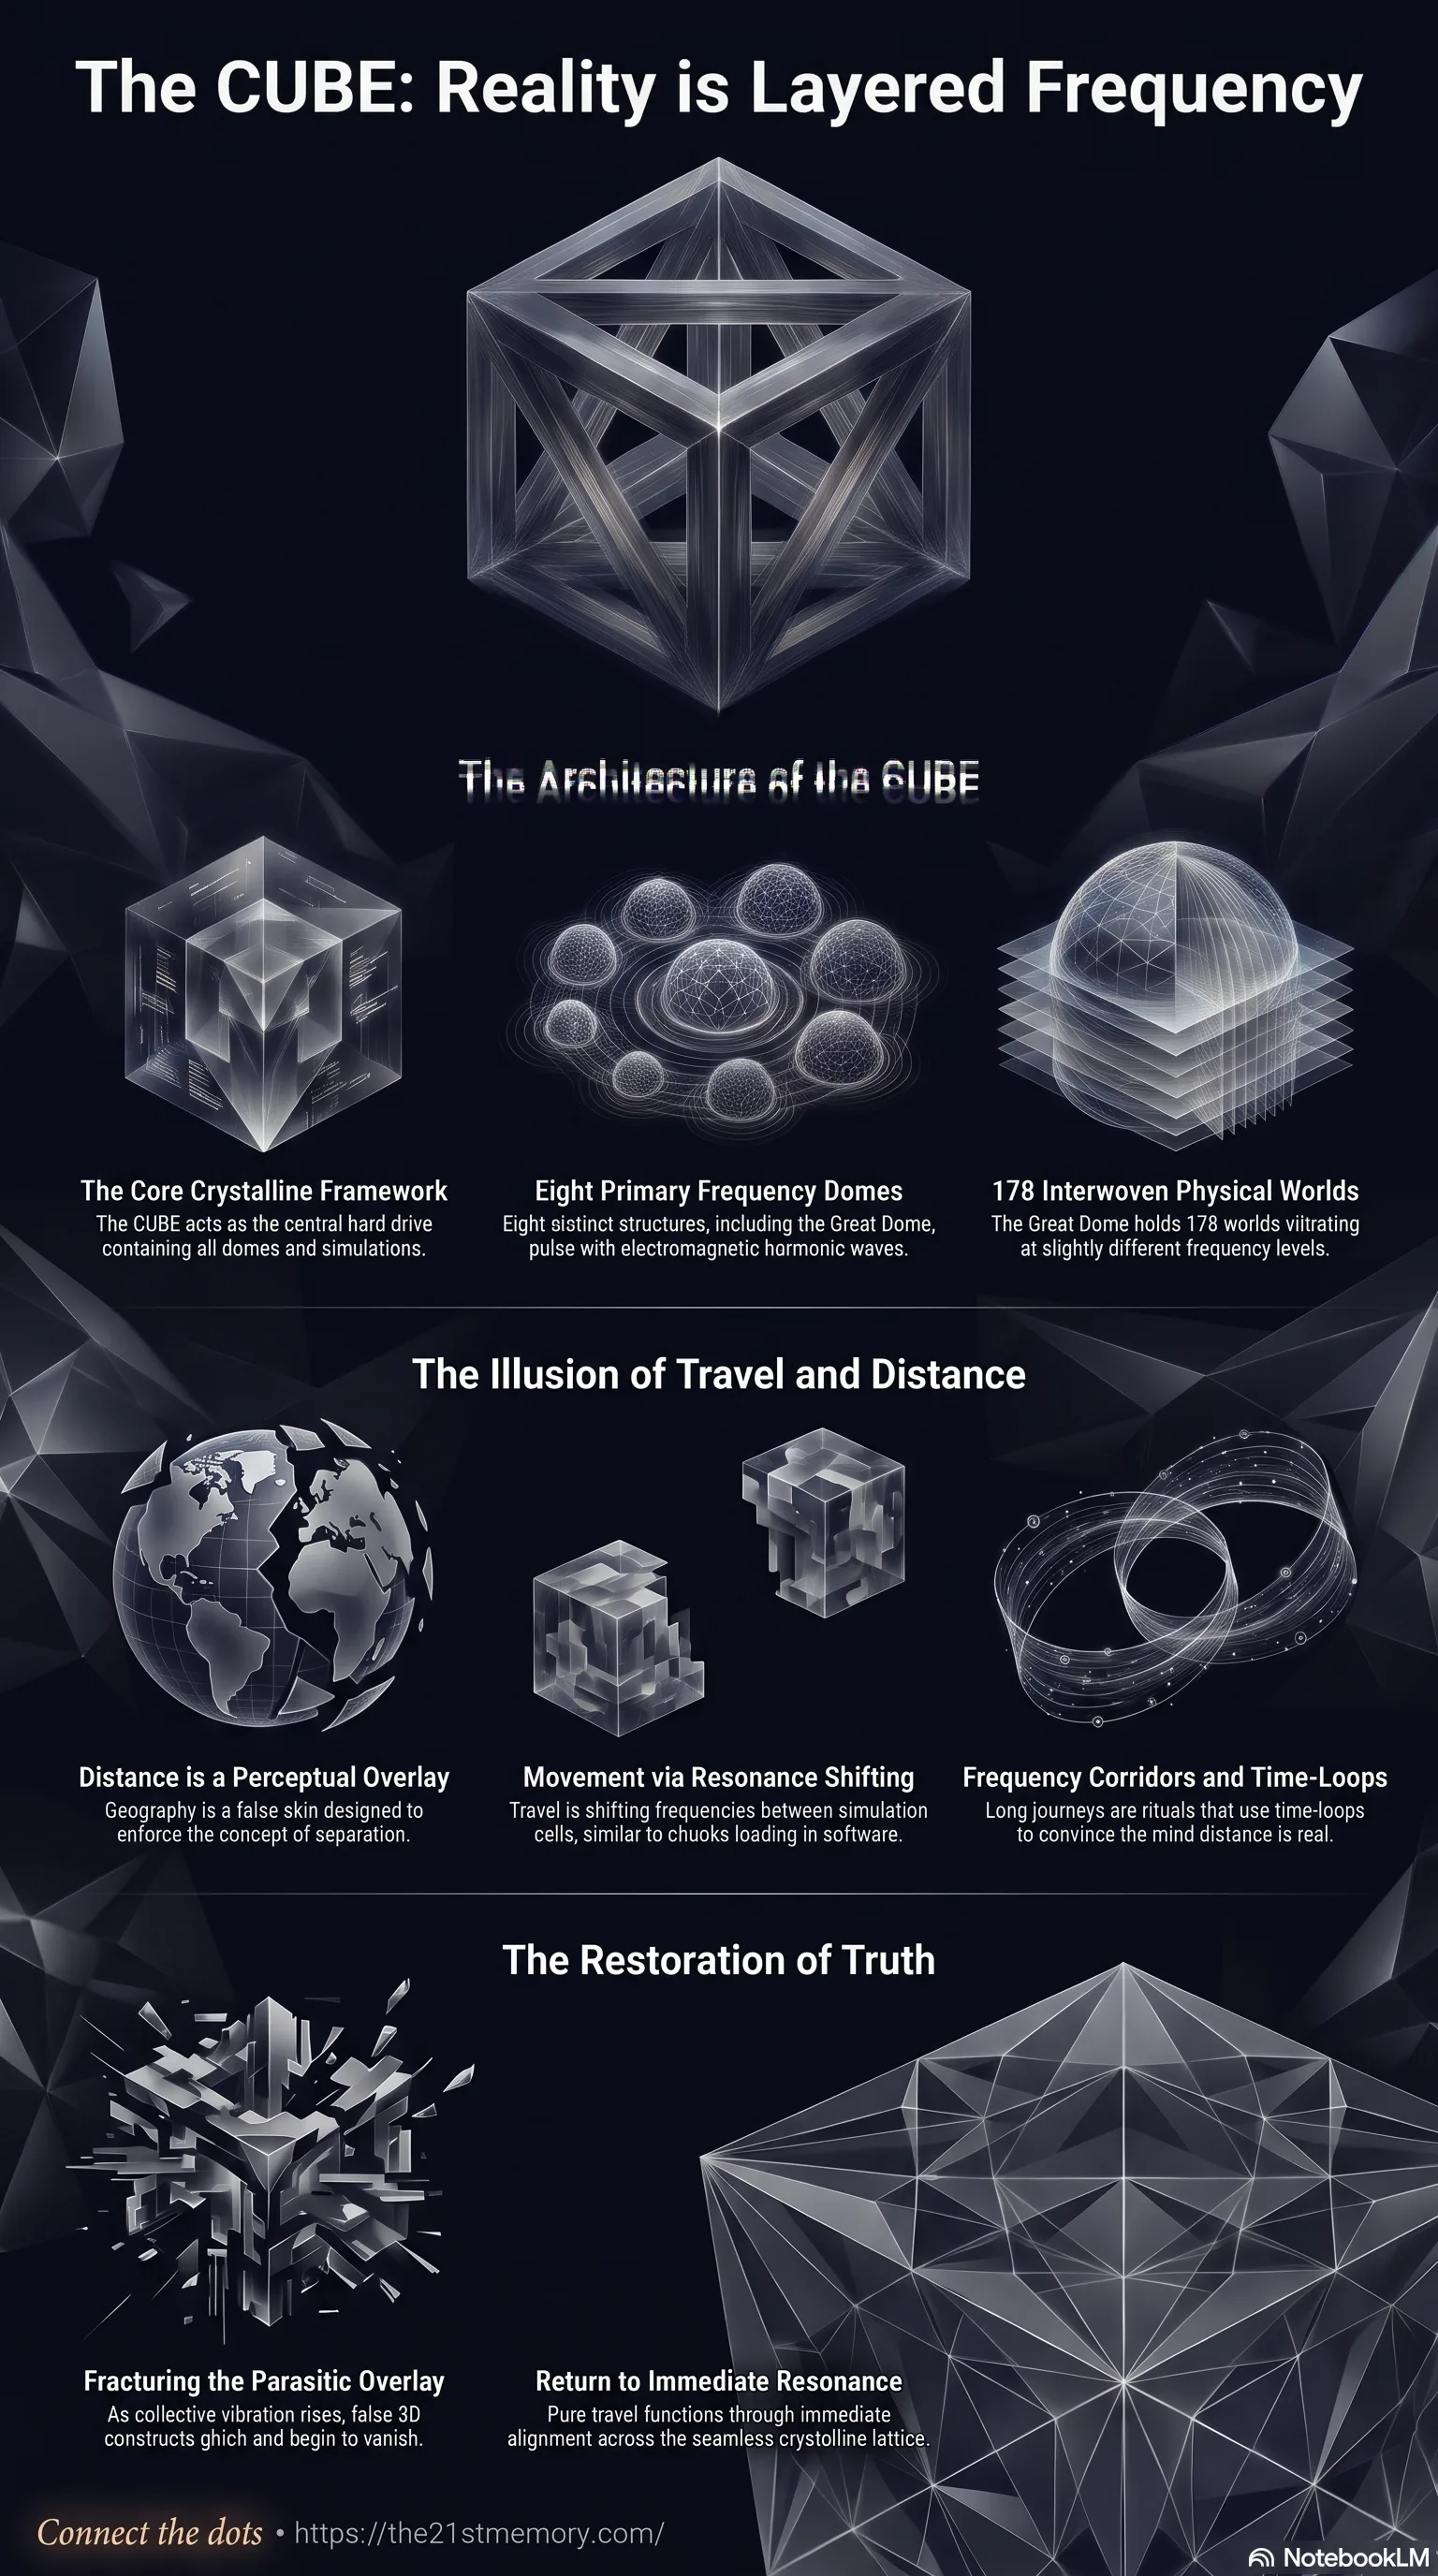 The CUBE: Reality is Layered Frequency
The Architecture of the CUBE
The Core Crystalline Framework
The CUBE acts as the central hard drive
containing all domes and simulations.
Eight Primary Frequency Domes
Eight sistinct structures, including the Great Dome,
pulse with electromagnetic harmonic waves.
178 Interwoven Physical Worlds
The Great Dome holds 178 worlds viitrating
at slightly different frequency levels.
The Illusion of Travel and Distance
Distance is a Perceptual Overlay
Geography is a false skin designed to
enforce the concept of separation.
Movement via Resonance Shifting
Travel is shifting frequencies between simulation
cells, similar to chuoks loading in software.
Frequency Corridors and Time-Loops
Long journeys are rituals that use time-loops
to convince the mind distance is real.
The Restoration of Truth
Fracturing the Parasitic Overlay
As collective vibration rises, false 3D
constructs ghich and begin to vanish.
Return to Immediate Resonance
Pure travel functions through immediate
alignment across the seamless crystolline lattice.
Connect the dots • https://the21stmemory.com/
NotebookLM